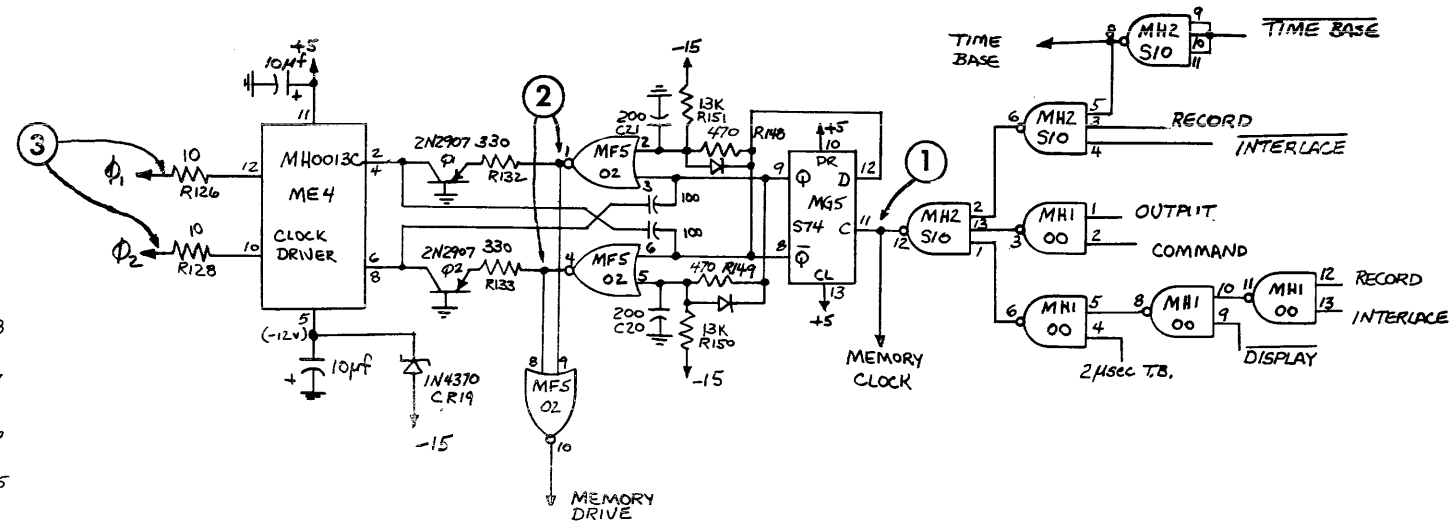 +5
10µf
+
11
3
10
ϕ1
R126
12
MH0013C
ME4
CLOCK
DRIVER
2
4
2N2907
Q1
330
R132
2
1
MF5
02
2
3
200
C21
-15
13K
R151
470
R148
100
100
ϕ2
10
R128
10
6
8
2N2907
Q2
330
R133
4
MF5
02
6
5
470
R149
200
C20
13K
R150
-15
5
(-12V)
10µf
+
1N4370
CR19
-15
8
9
MF5
02
10
MEMORY
DRIVE
+5
10
PR
9
Q
D
12
MG5
S74
C
11
8
Q̅
CL
13
+5
1
MEMORY
CLOCK
12
MH2
S10
2
13
1
TIME
BASE
8
MH2
S10
9
10
11
TIME BASE
6
MH2
S10
5
3
4
RECORD
INTERLACE
3
MH1
00
1
2
OUTPUT
COMMAND
6
MH1
00
5
4
2µsec T.B.
8
MH1
00
10
9
DISPLAY
11
MH1
00
12
13
RECORD
INTERLACE